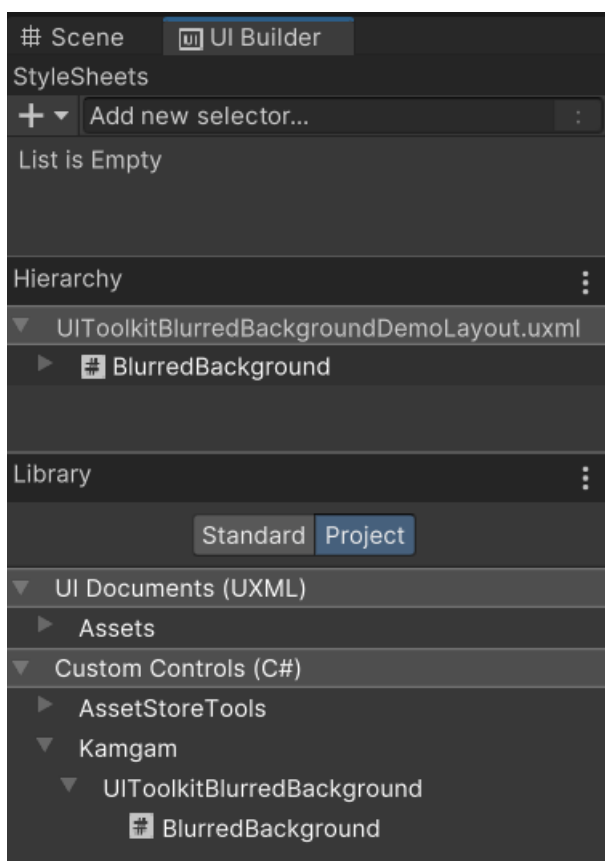 Scene UI Builder
StyleSheets
Add new selector...
List is Empty
Hierarchy
UIToolkitBlurredBackgroundDemoLayout.uxml
BlurredBackground
Library
Standard Project
UI Documents (UXML)
Assets
Custom Controls (C#)
AssetStoreTools
Kamgam
UIToolkitBlurredBackground
BlurredBackground